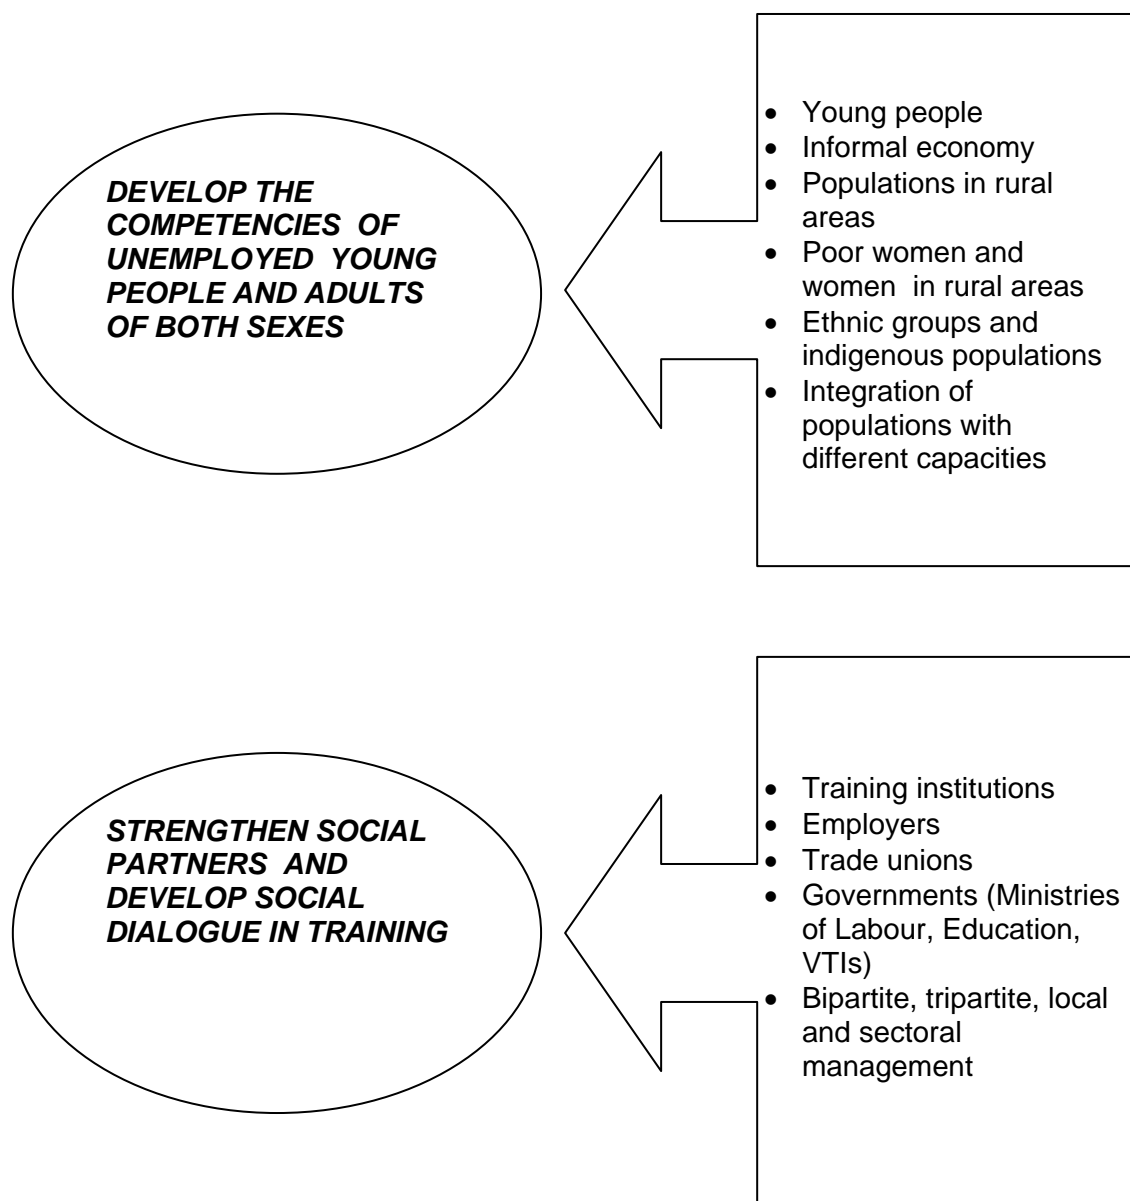 DEVELOP THE
COMPETENCIES OF
UNEMPLOYED YOUNG
PEOPLE AND ADULTS
OF BOTH SEXES
• Young people
• Informal economy
• Populations in rural
areas
• Poor women and
women in rural areas
• Ethnic groups and
indigenous populations
• Integration of
populations with
different capacities
STRENGTHEN SOCIAL
PARTNERS AND
DEVELOP SOCIAL
DIALOGUE IN TRAINING
• Training institutions
• Employers
• Trade unions
• Governments (Ministries
of Labour, Education,
VTIs)
• Bipartite, tripartite, local
and sectoral
management